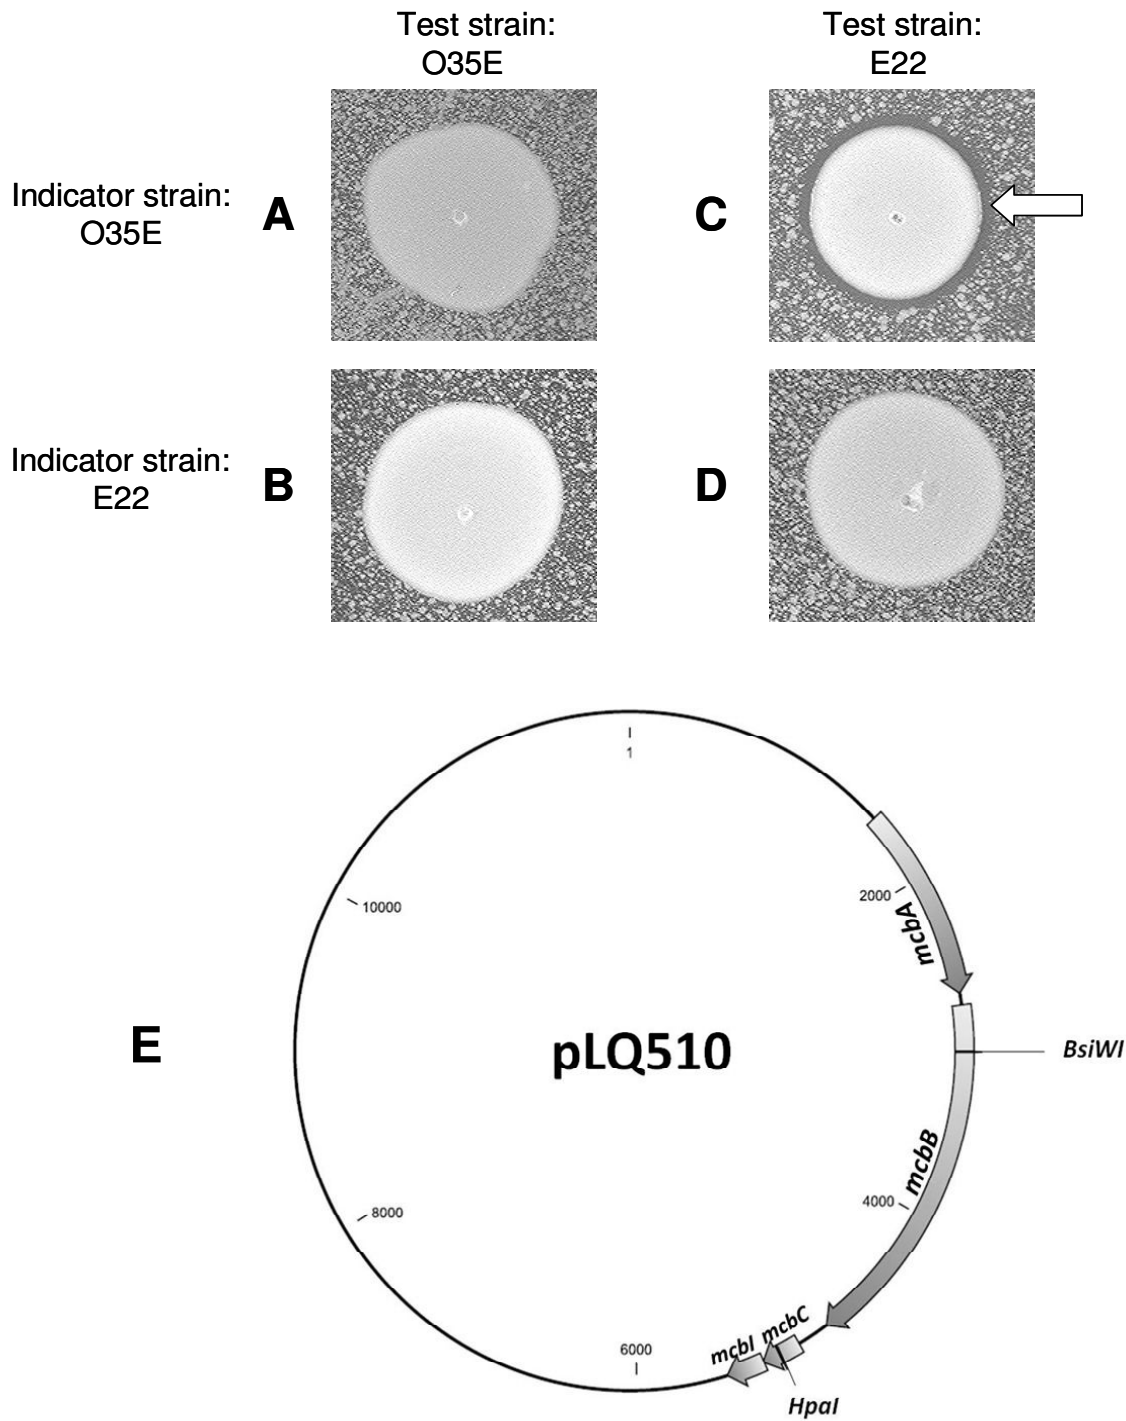 Test strain:
O35E
Test strain:
E22
Indicator strain:
O35E
A
C
Indicator strain:
E22
B
D
1
2000
mcbA
10000
E
pLQ510
BsiWI
mcbB
4000
8000
6000
mcbI
mcbC
HpaI